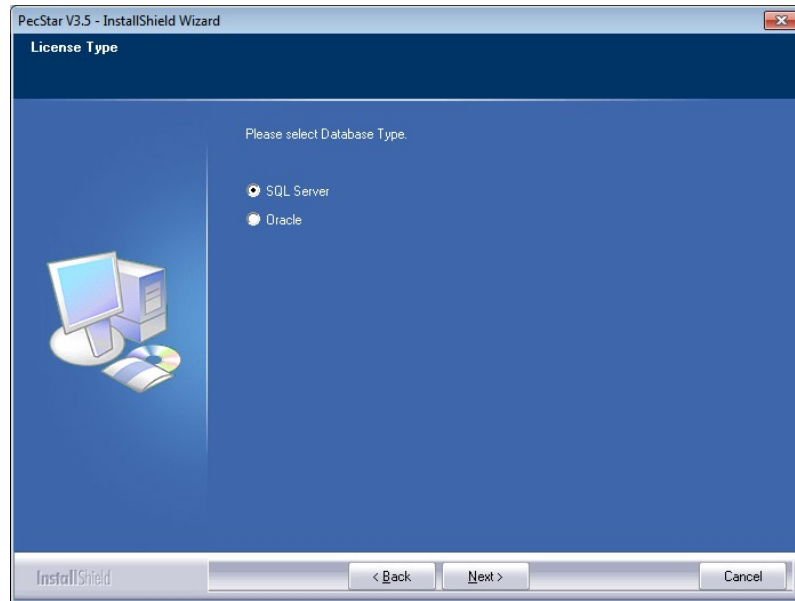 PecStar V3.5 - InstallShield Wizard
License Type
Please select Database Type.
SQL Server
Oracle
InstallShield
< Back
Next >
Cancel